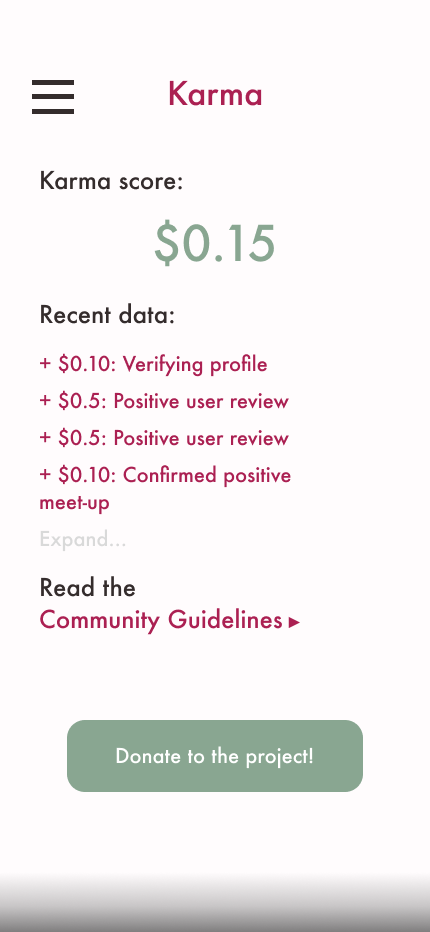 Karma
Karma score:
$0.15
Recent data:
+ $0.10: Verifying profile
+ $0.5: Positive user review
+ $0.5: Positive user review
+ $0.10: Confirmed positive
meet-up
Expand...
Read the
Community Guidelines ▸
Donate to the project!